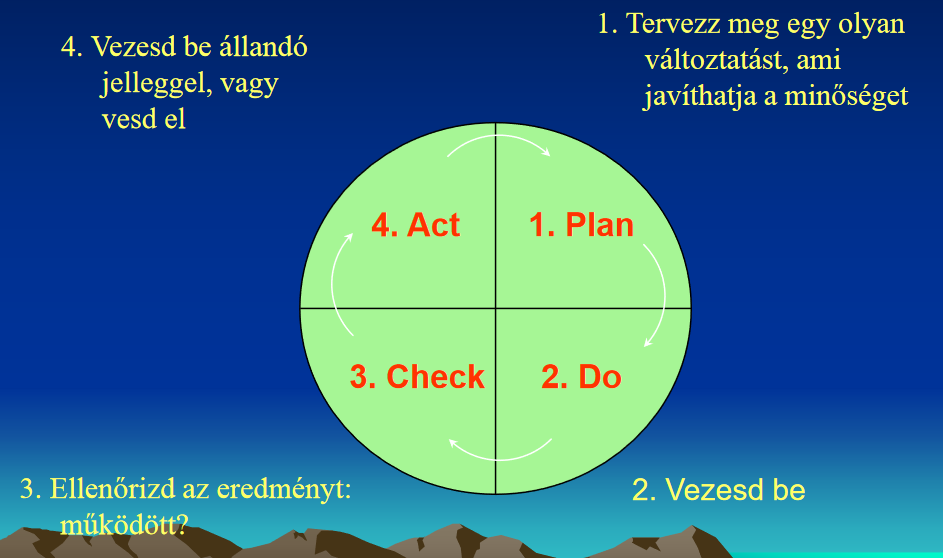 1. Tervezz meg egy olyan
változtatást, ami
javíthatja a minőséget
4. Vezesd be állandó
jelleggel, vagy
vesd el
4. Act
1. Plan
3. Check
2. Do
3. Ellenőrizd az eredményt:
működött?
2. Vezesd be